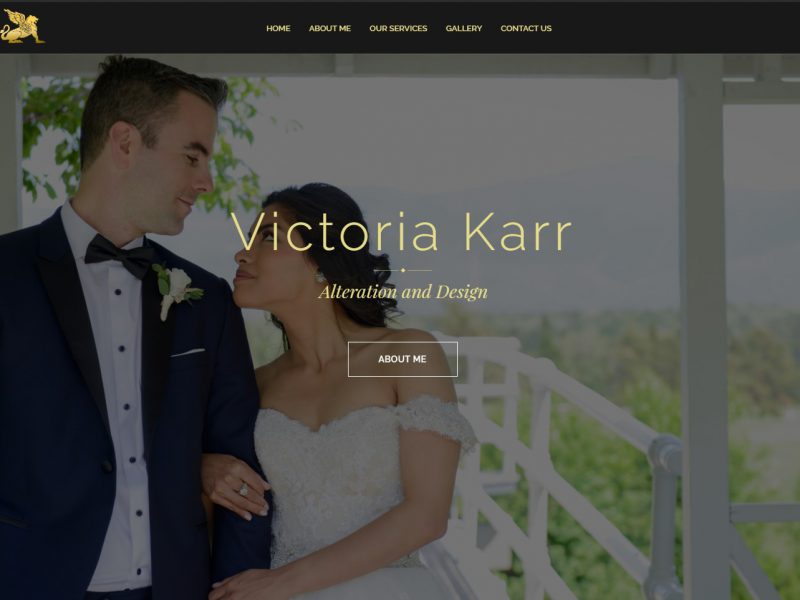 HOME ABOUT ME OUR SERVICES GALLERY CONTACT US
Victoria Karr
Alteration and Design
ABOUT ME